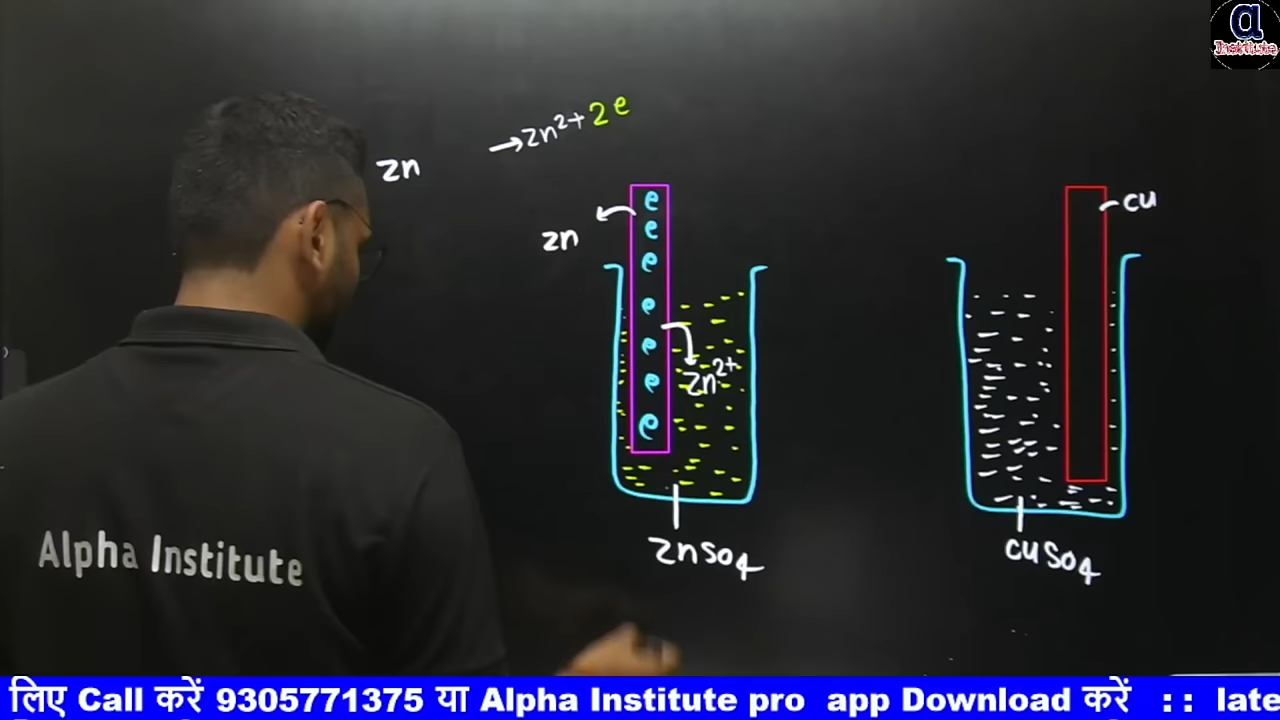 α
Institute
zn → zn²⁺ 2e
zn
e
e
e
e
e
e
e
zn²⁺
znso₄
cu
cuso₄
Alpha Institute
लिए Call करें 9305771375 या Alpha Institute pro app Download करें :: late